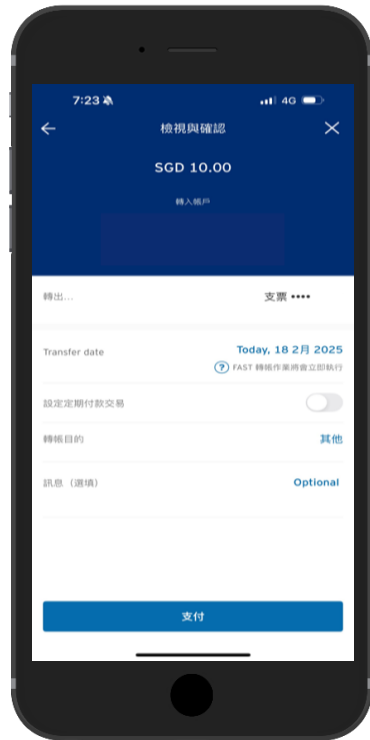 7:23
4G
檢視與確認
SGD 10.00
轉入帳戶
轉出...
支票 ••••
Transfer date
Today, 18 2月 2025
? FAST 轉帳作業將會立即執行
設定定期付款交易
轉帳目的
其他
訊息（選填）
Optional
支付